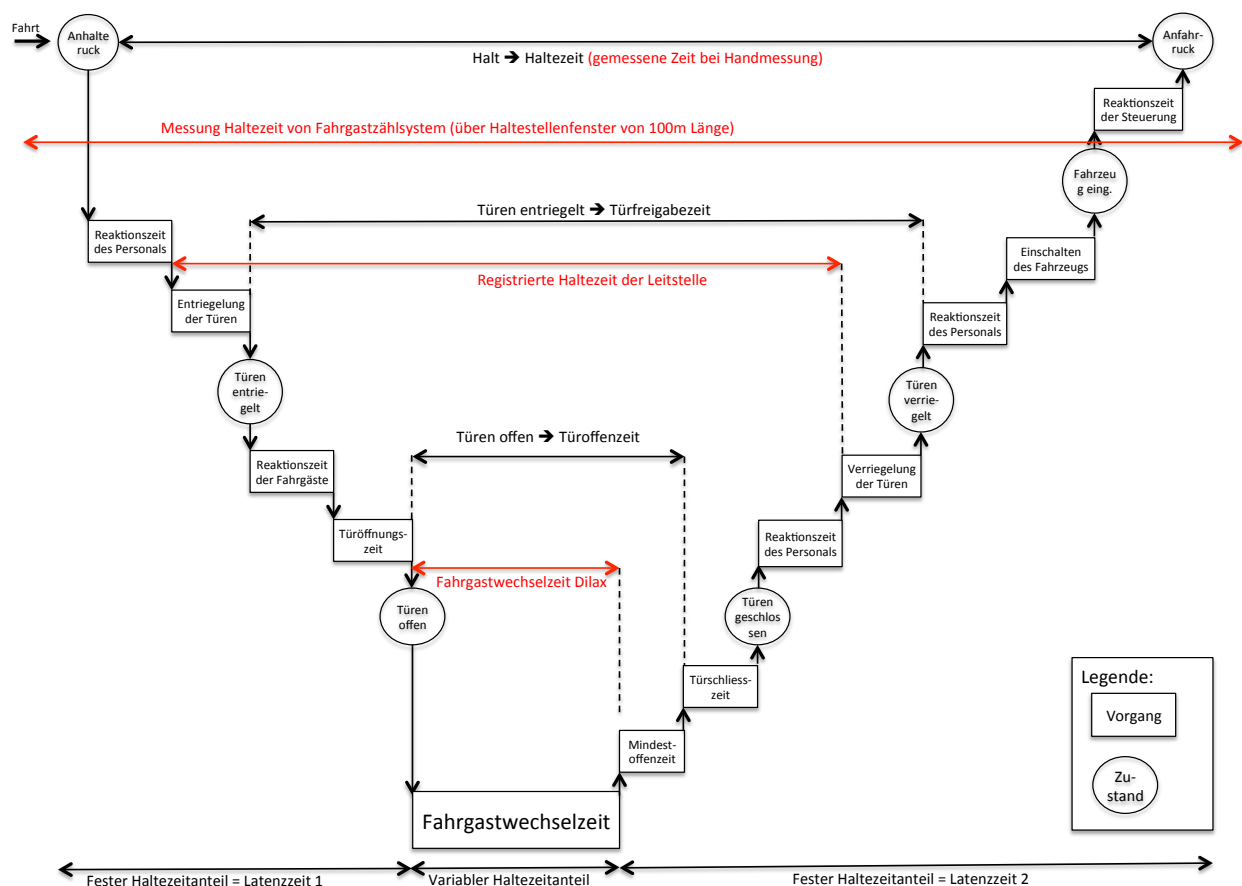 Fahrt
Anhalte
ruck
Anfahr-
ruck
Halt ➔ Haltezeit (gemessene Zeit bei Handmessung)
Reaktionszeit
der Steuerung
Messung Haltezeit von Fahrgastzählsystem (über Haltestellenfenster von 100m Länge)
Fahrzeu
g eing.
Türen entriegelt ➔ Türfreigabezeit
Reaktionszeit
des Personals
Einschalten
des Fahrzeugs
Registrierte Haltezeit der Leitstelle
Entriegelung
der Türen
Reaktionszeit
des Personals
Türen
entrie-
gelt
Türen
verrie-
gelt
Türen offen ➔ Türoffenzeit
Reaktionszeit
der Fahrgäste
Verriegelung
der Türen
Türöffnungs-
zeit
Reaktionszeit
des Personals
Fahrgastwechselzeit Dilax
Türen
offen
Türen
geschlos
sen
Türschliess-
zeit
Legende:
Vorgang
Mindest-
offenzeit
Zu-
stand
Fahrgastwechselzeit
Fester Haltezeitanteil = Latenzzeit 1
Variabler Haltezeitanteil
Fester Haltezeitanteil = Latenzzeit 2